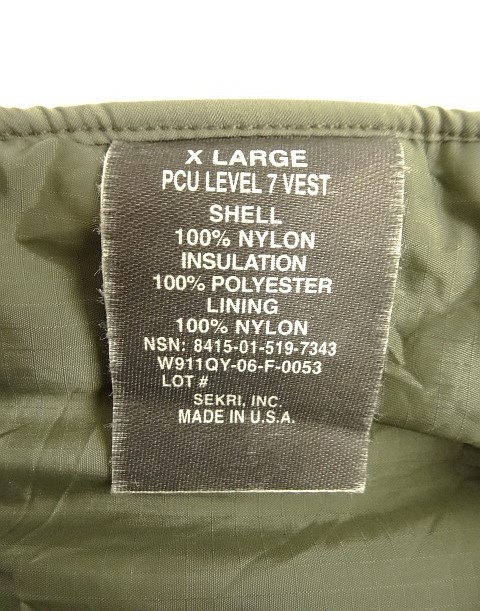 X LARGE
PCU LEVEL 7 VEST
SHELL
100% NYLON
INSULATION
100% POLYESTER
LINING
100% NYLON
NSN: 8415-01-519-7343
W911QY-06-F-0053
LOT #
SEKRI, INC.
MADE IN U.S.A.